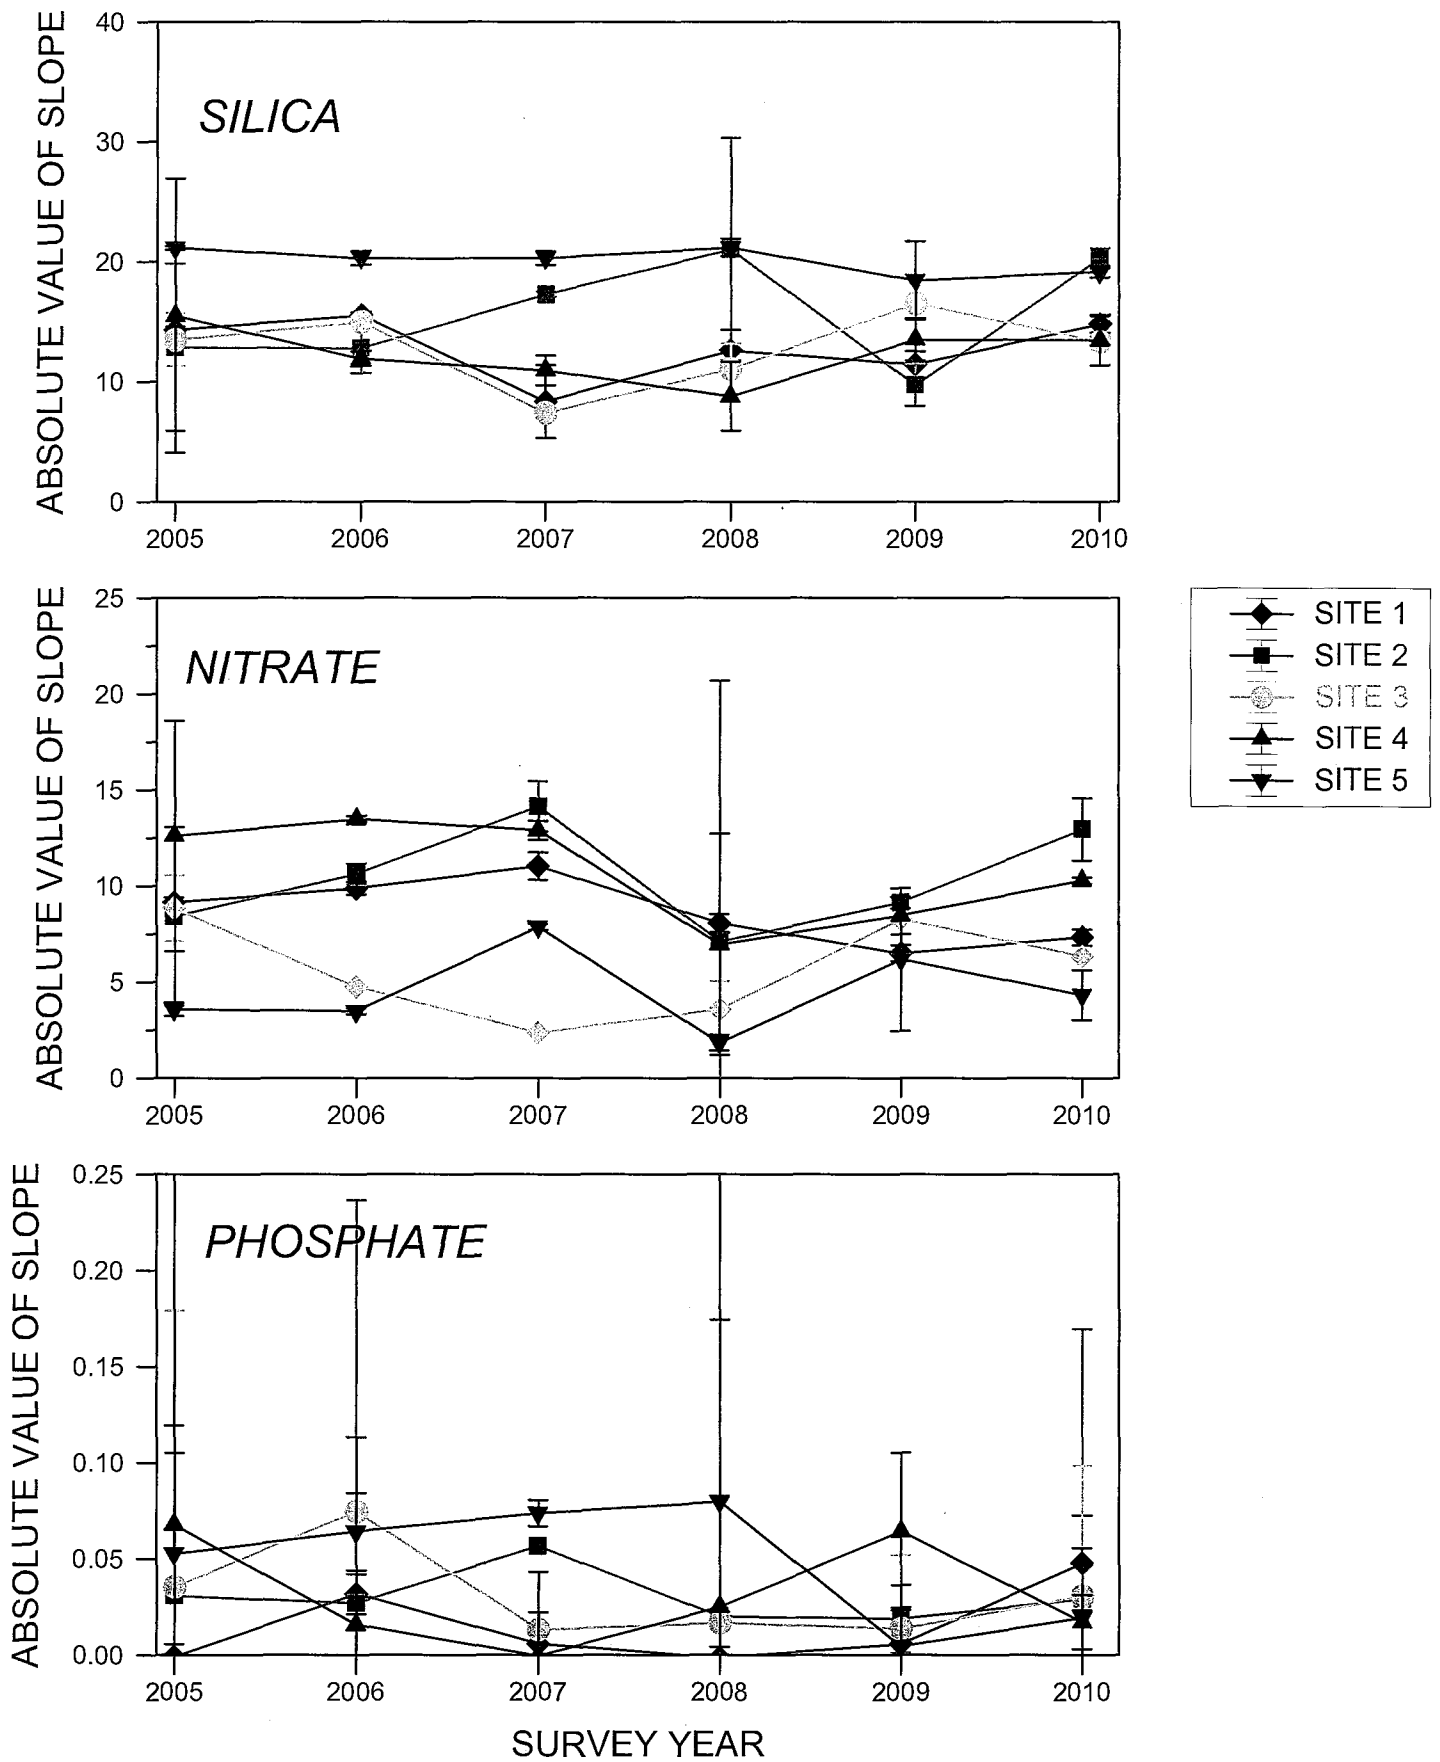 ABSOLUTE VALUE OF SLOPE
40
30
20
10
0
SILICA
2005 2006 2007 2008 2009 2010
ABSOLUTE VALUE OF SLOPE
25
20
15
10
5
0
NITRATE
2005 2006 2007 2008 2009 2010
SITE 1
SITE 2
SITE 3
SITE 4
SITE 5
ABSOLUTE VALUE OF SLOPE
0.25
0.20
0.15
0.10
0.05
0.00
PHOSPHATE
2005 2006 2007 2008 2009 2010
SURVEY YEAR